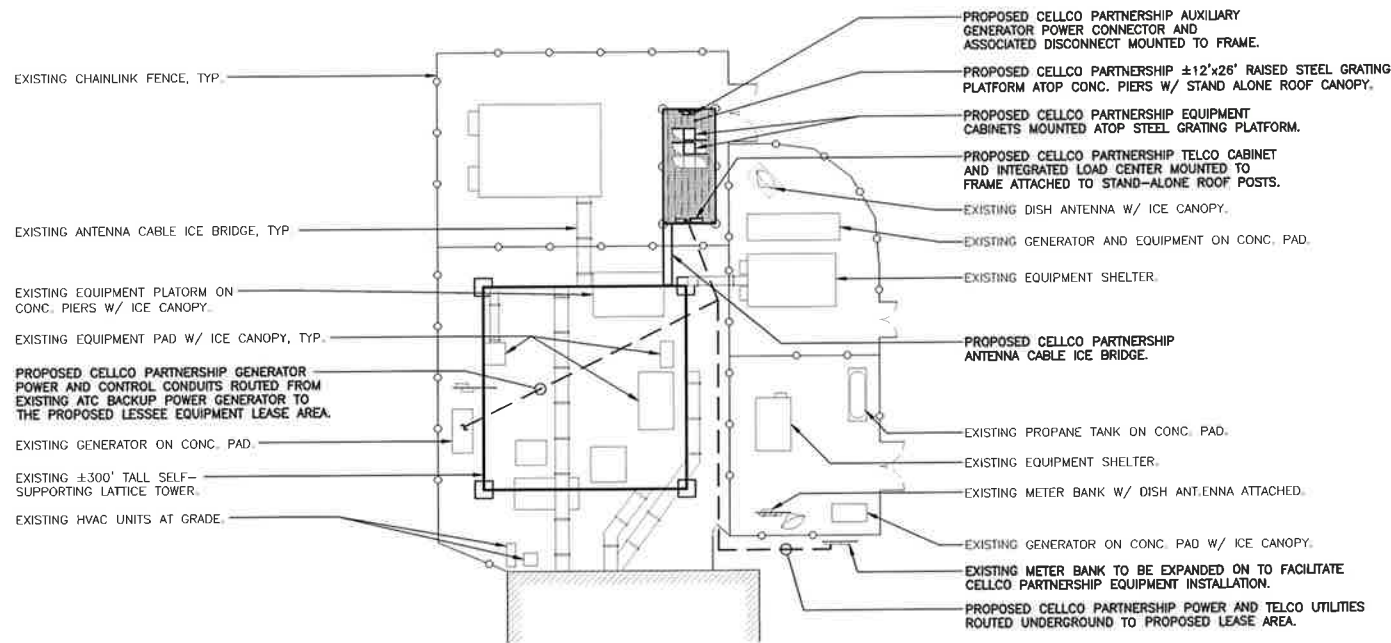 EXISTING CHAINLINK FENCE, TYP.
EXISTING ANTENNA CABLE ICE BRIDGE, TYP
EXISTING EQUIPMENT PLATORM ON
CONC. PIERS W/ ICE CANOPY.
EXISTING EQUIPMENT PAD W/ ICE CANOPY, TYP.
PROPOSED CELLCO PARTNERSHIP GENERATOR
POWER AND CONTROL CONDUITS ROUTED FROM
EXISTING ATC BACKUP POWER GENERATOR TO
THE PROPOSED LESSEE EQUIPMENT LEASE AREA.
EXISTING GENERATOR ON CONC. PAD.
EXISTING ±300' TALL SELF-
SUPPORTING LATTICE TOWER.
EXISTING HVAC UNITS AT GRADE.
PROPOSED CELLCO PARTNERSHIP AUXILIARY
GENERATOR POWER CONNECTOR AND
ASSOCIATED DISCONNECT MOUNTED TO FRAME.
PROPOSED CELLCO PARTNERSHIP ±12'x26' RAISED STEEL GRATING
PLATFORM ATOP CONC. PIERS W/ STAND ALONE ROOF CANOPY.
PROPOSED CELLCO PARTNERSHIP EQUIPMENT
CABINETS MOUNTED ATOP STEEL GRATING PLATFORM.
PROPOSED CELLCO PARTNERSHIP TELCO CABINET
AND INTEGRATED LOAD CENTER MOUNTED TO
FRAME ATTACHED TO STAND-ALONE ROOF POSTS.
EXISTING DISH ANTENNA W/ ICE CANOPY.
EXISTING GENERATOR AND EQUIPMENT ON CONC. PAD.
EXISTING EQUIPMENT SHELTER.
PROPOSED CELLCO PARTNERSHIP
ANTENNA CABLE ICE BRIDGE.
EXISTING PROPANE TANK ON CONC. PAD.
EXISTING EQUIPMENT SHELTER.
EXISTING METER BANK W/ DISH ANTENNA ATTACHED.
EXISTING GENERATOR ON CONC. PAD W/ ICE CANOPY.
EXISTING METER BANK TO BE EXPANDED ON TO FACILITATE
CELLCO PARTNERSHIP EQUIPMENT INSTALLATION.
PROPOSED CELLCO PARTNERSHIP POWER AND TELCO UTILITIES
ROUTED UNDERGROUND TO PROPOSED LEASE AREA.